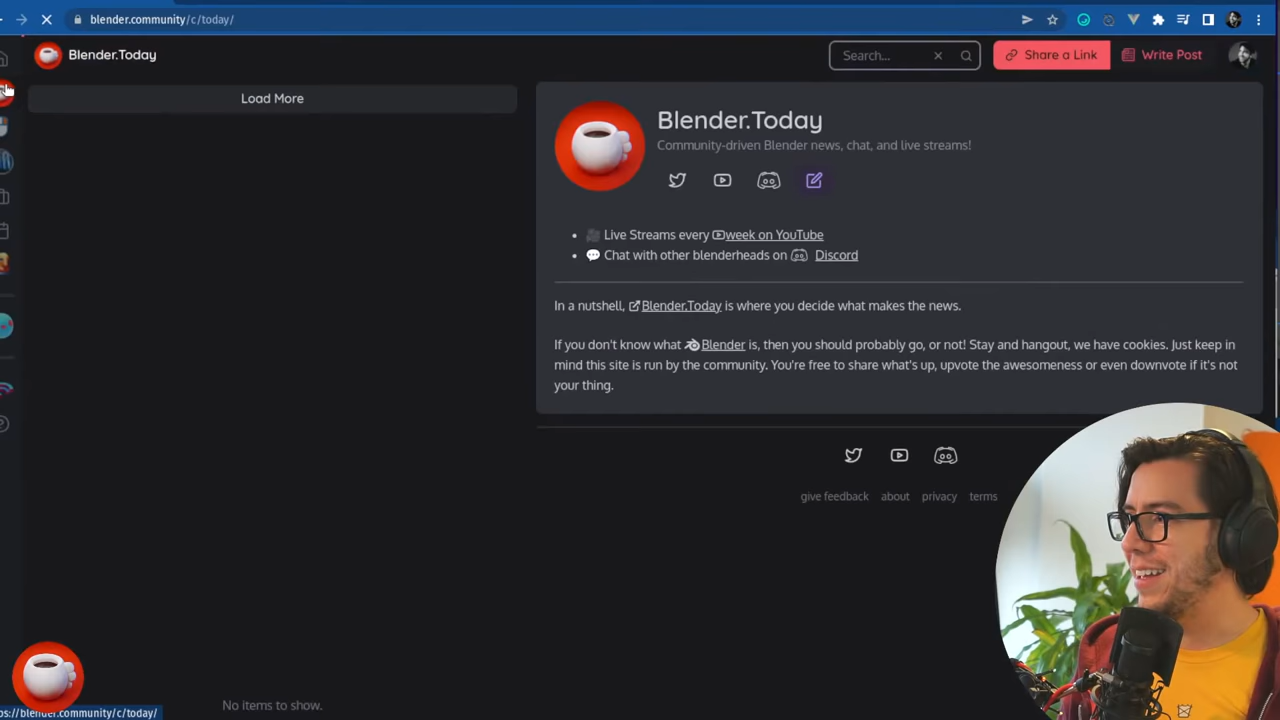 blender.community/c/today/
Blender.Today
Search...
Share a Link
Write Post
Load More
Blender.Today
Community-driven Blender news, chat, and live streams!
Live Streams every week on YouTube
Chat with other blenderheads on Discord
In a nutshell, Blender.Today is where you decide what makes the news.
If you don't know what Blender is, then you should probably go, or not! Stay and hangout, we have cookies. Just keep in
mind this site is run by the community. You're free to share what's up, upvote the awesomeness or even downvote if it's not
your thing.
give feedback about privacy terms
No items to show.
ps://blender.community/c/today/